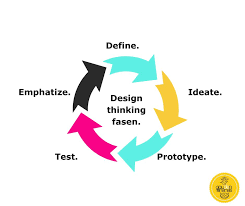 Define.
Emphatize.
Ideate.
Design
thinking
fasen.
Test.
Prototype.